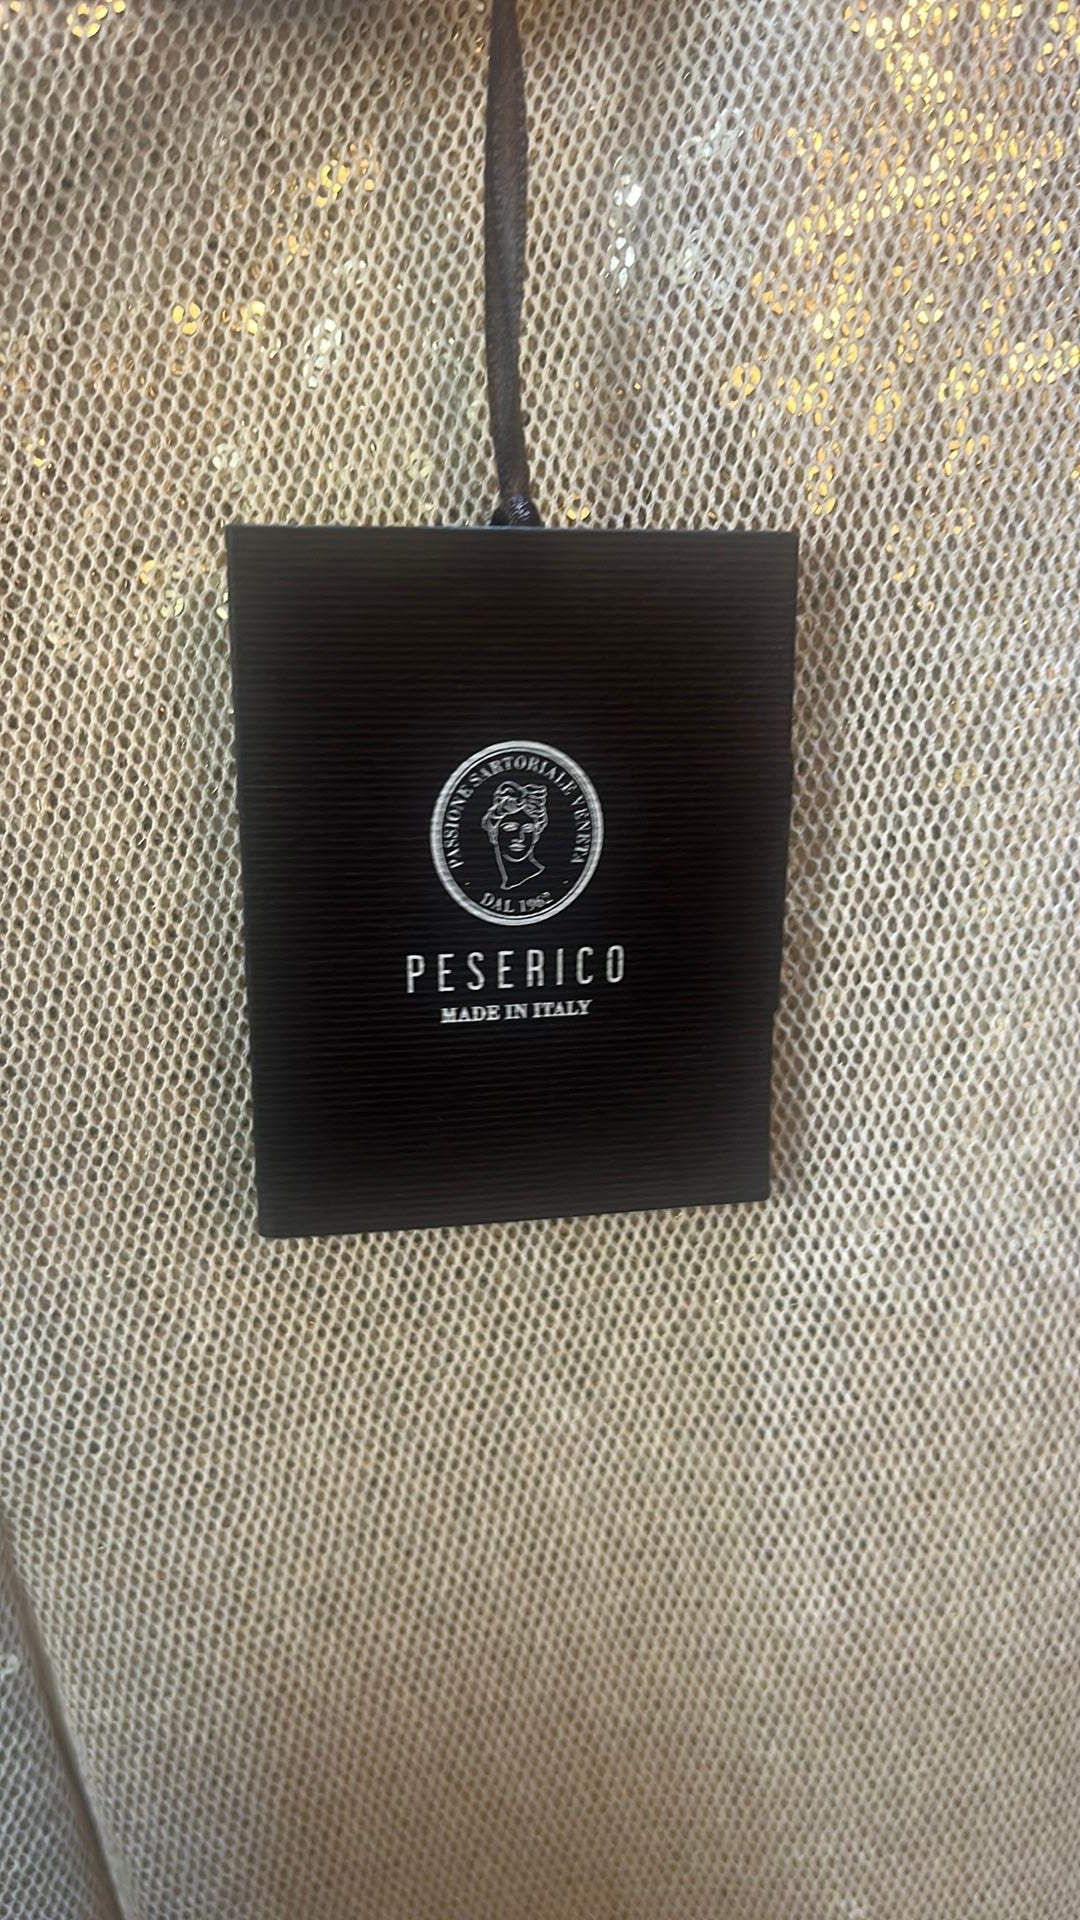 PASSIONE SARTORIALE VENETA
DAL 1962
PESERICO
MADE IN ITALY